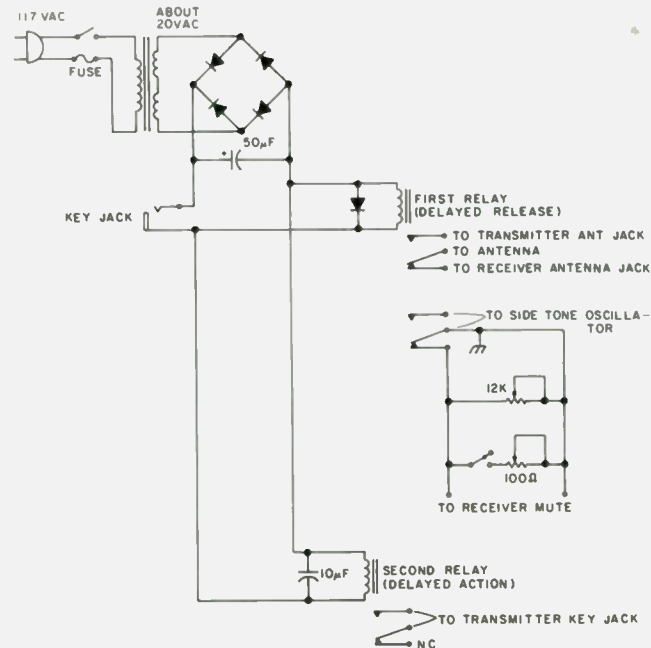 117 VAC
ABOUT
20VAC
FUSE
50µF
+
KEY JACK
FIRST RELAY
(DELAYED RELEASE)
TO TRANSMITTER ANT JACK
TO ANTENNA
TO RECEIVER ANTENNA JACK
TO SIDE TONE OSCILLA-
TOR
12K
100Ω
TO RECEIVER MUTE
10µF
SECOND RELAY
(DELAYED ACTION)
TO TRANSMITTER KEY JACK
NC